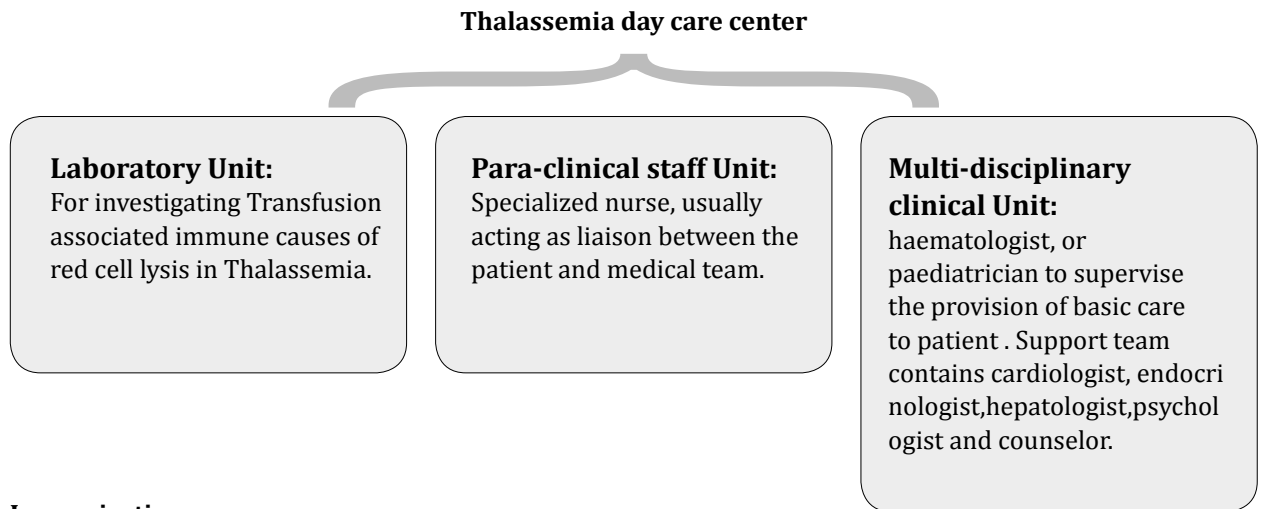 Thalassemia day care center
Laboratory Unit:
For investigating Transfusion
associated immune causes of
red cell lysis in Thalassemia.
Para-clinical staff Unit:
Specialized nurse, usually
acting as liaison between the
patient and medical team.
Multi-disciplinary
clinical Unit:
haematologist, or
paediatrician to supervise
the provision of basic care
to patient . Support team
contains cardiologist, endocri
nologist,hepatologist,psychol
ogist and counselor.